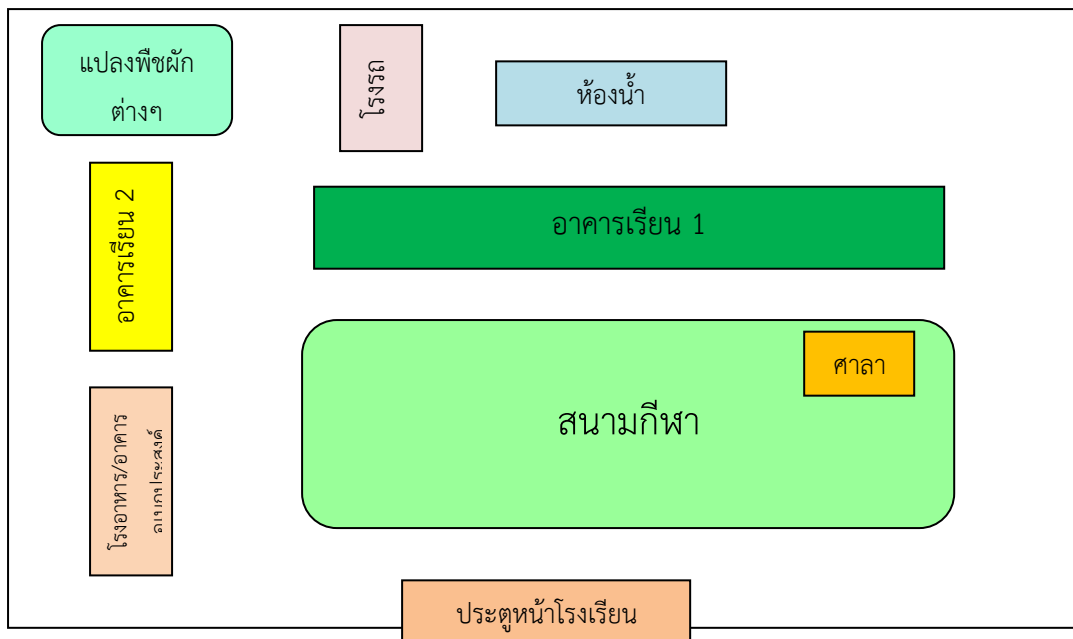 แปลงพืชผัก
ต่างๆ
โรงรถ
ห้องน้ำ
อาคารเรียน 2
อาคารเรียน 1
ศาลา
สนามกีฬา
โรงอาหาร/อาคาร
ประตูหน้าโรงเรียน